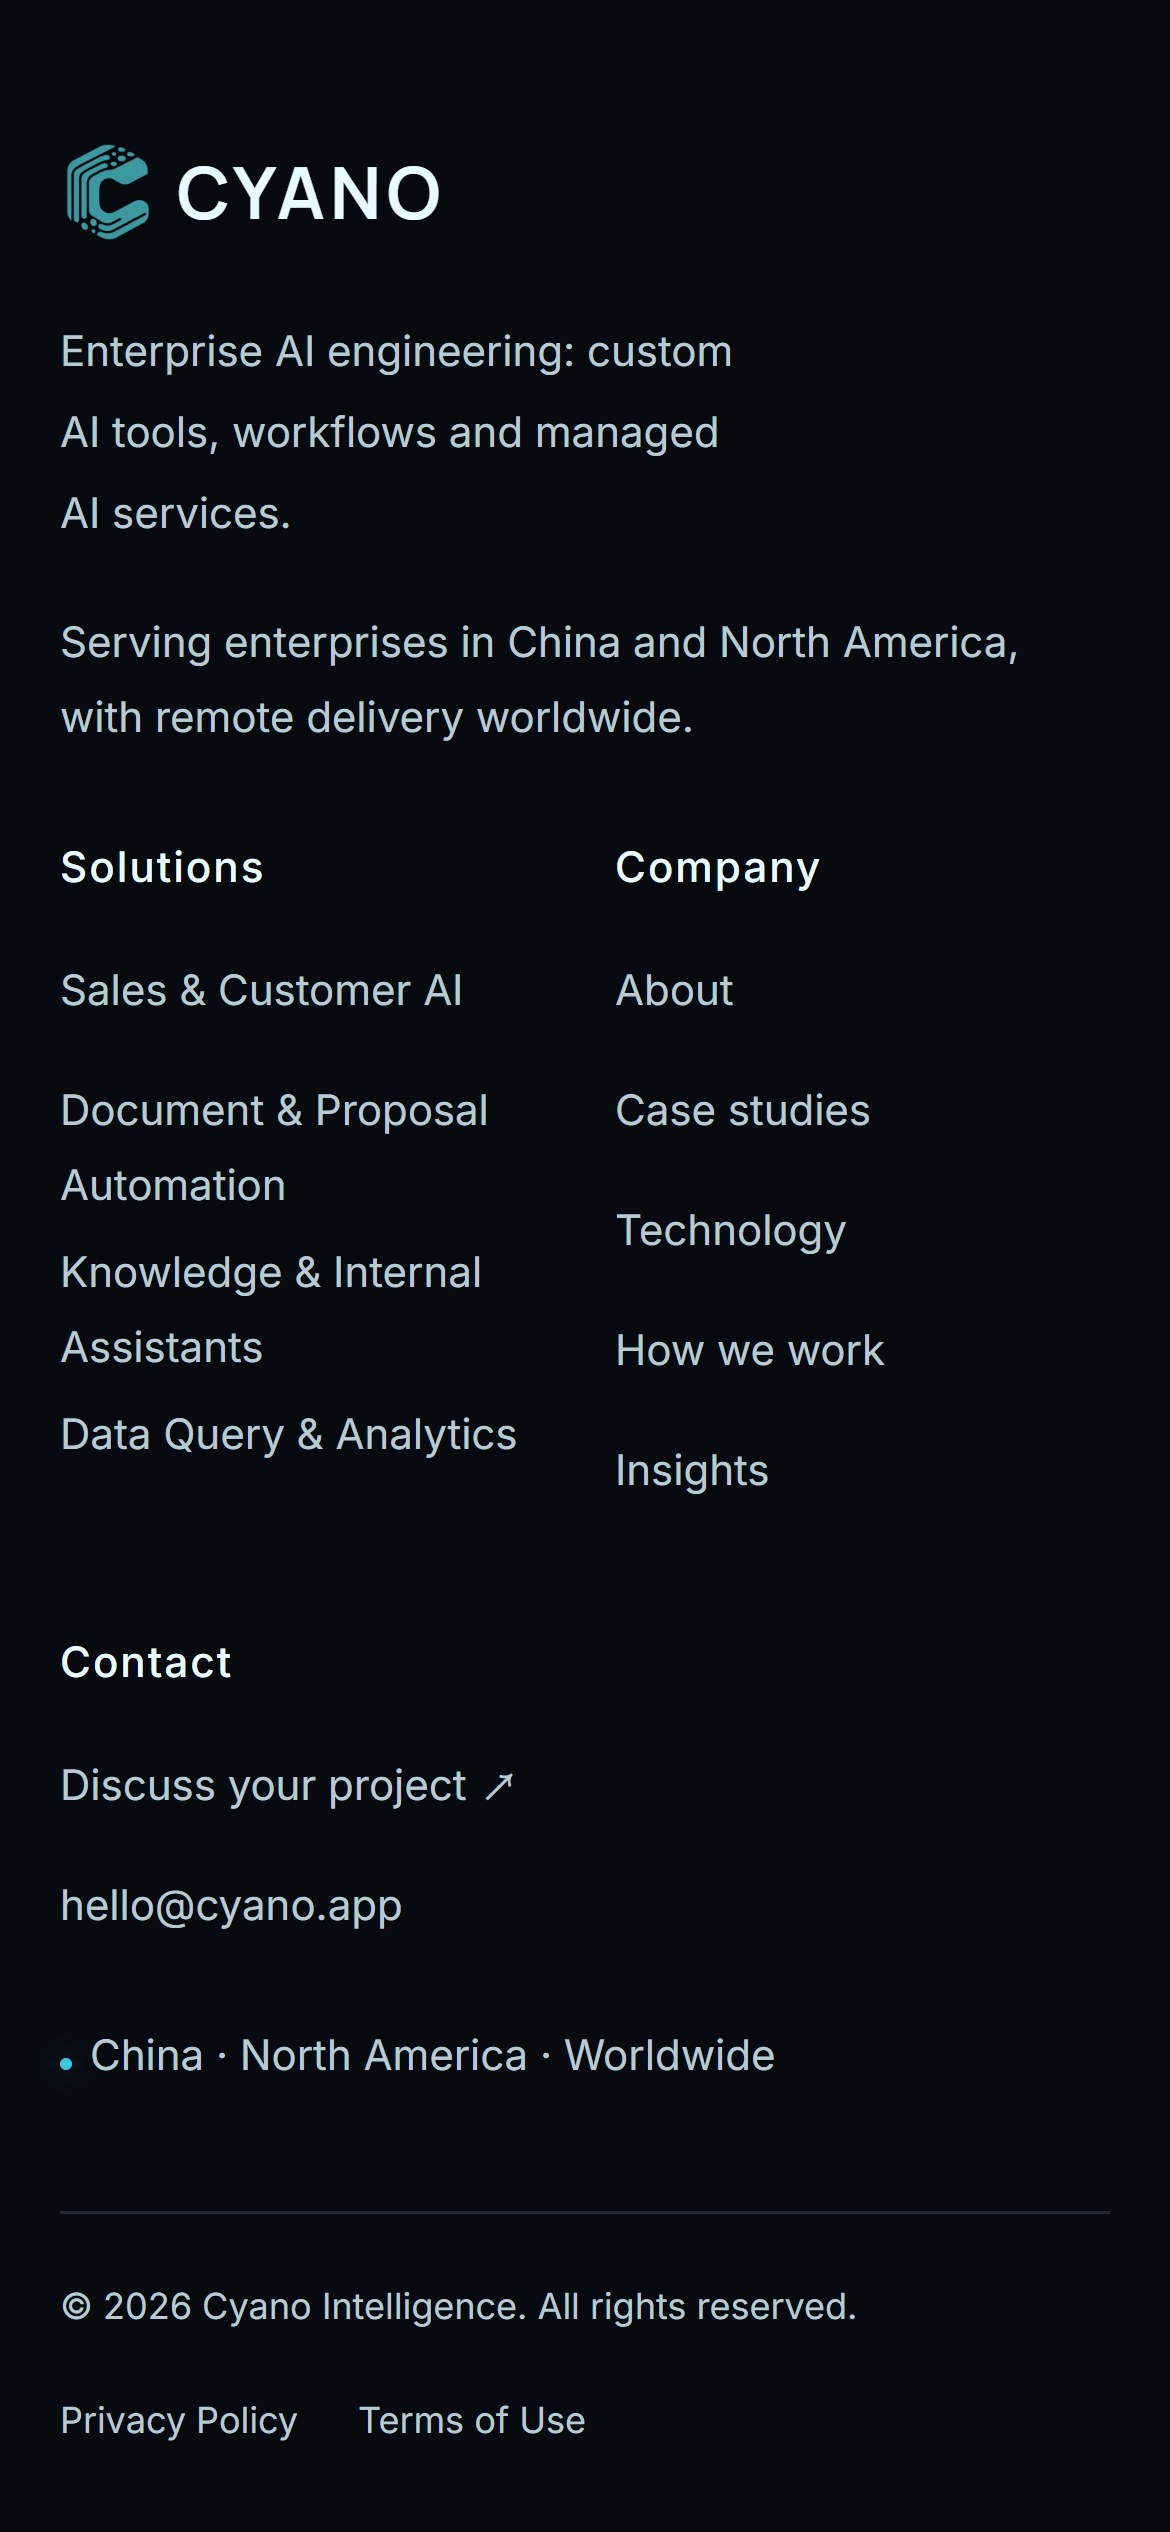 CYANO
Enterprise AI engineering: custom
AI tools, workflows and managed
AI services.
Serving enterprises in China and North America,
with remote delivery worldwide.
Solutions
Sales & Customer AI
Document & Proposal
Automation
Knowledge & Internal
Assistants
Data Query & Analytics
Company
About
Case studies
Technology
How we work
Insights
Contact
Discuss your project ↗
hello@cyano.app
China · North America · Worldwide
© 2026 Cyano Intelligence. All rights reserved.
Privacy Policy Terms of Use